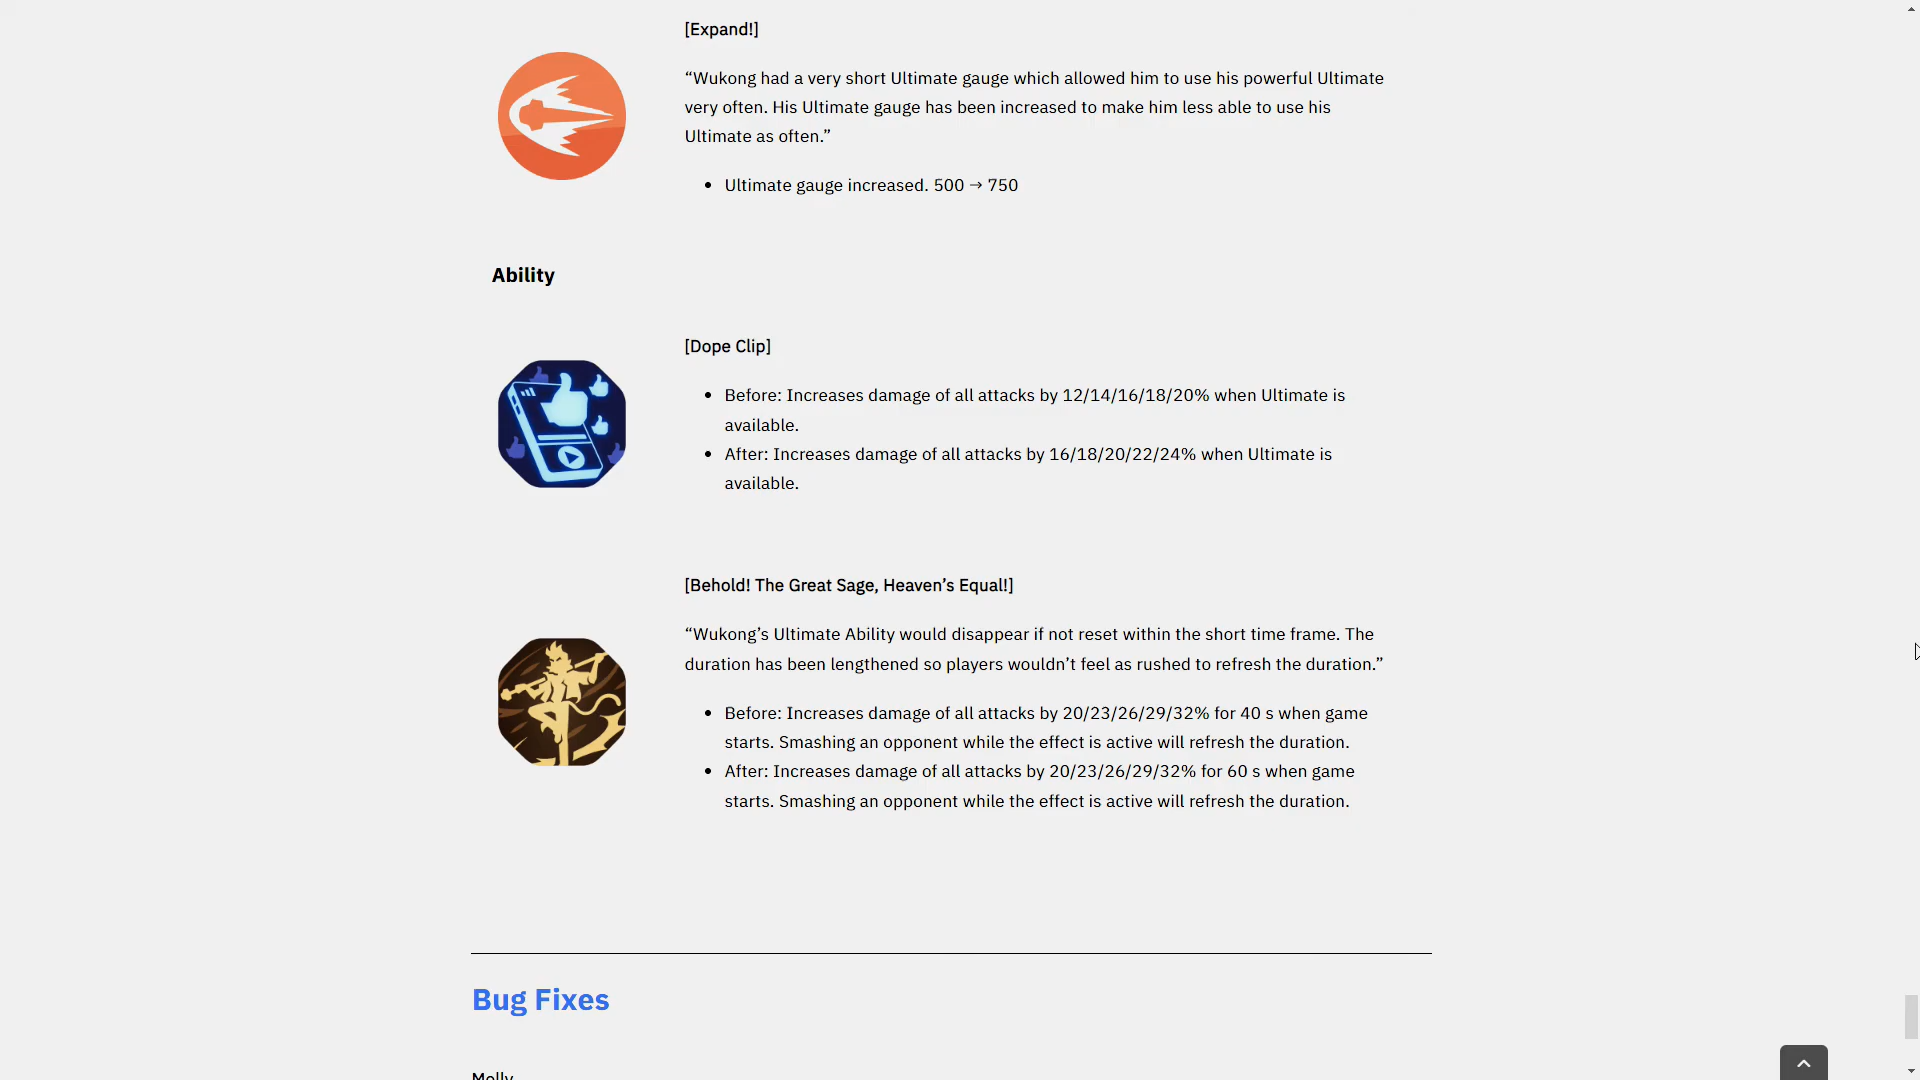 [Expand!]
“Wukong had a very short Ultimate gauge which allowed him to use his powerful Ultimate
very often. His Ultimate gauge has been increased to make him less able to use his
Ultimate as often.”
• Ultimate gauge increased. 500 → 750
Ability
[Dope Clip]
• Before: Increases damage of all attacks by 12/14/16/18/20% when Ultimate is
available.
• After: Increases damage of all attacks by 16/18/20/22/24% when Ultimate is
available.
[Behold! The Great Sage, Heaven’s Equal!]
“Wukong’s Ultimate Ability would disappear if not reset within the short time frame. The
duration has been lengthened so players wouldn’t feel as rushed to refresh the duration.”
• Before: Increases damage of all attacks by 20/23/26/29/32% for 40 s when game
starts. Smashing an opponent while the effect is active will refresh the duration.
• After: Increases damage of all attacks by 20/23/26/29/32% for 60 s when game
starts. Smashing an opponent while the effect is active will refresh the duration.
Bug Fixes
Molly